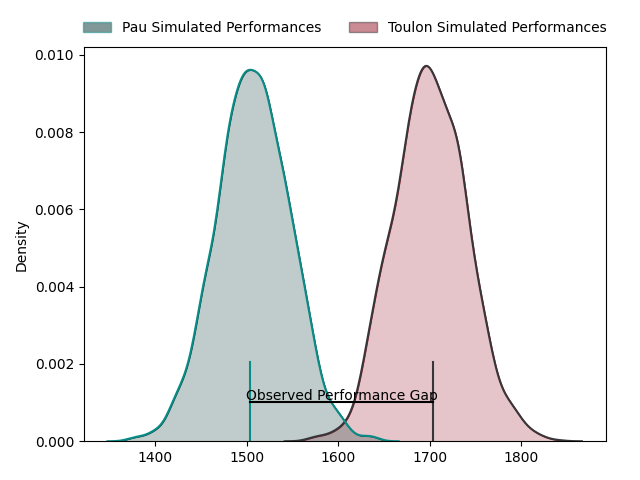 Pau Simulated Performances Toulon Simulated Performances
0.010
0.008
0.006
0.004
0.002
0.000
Density
Observed Performance Gap
1400 1500 1600 1700 1800